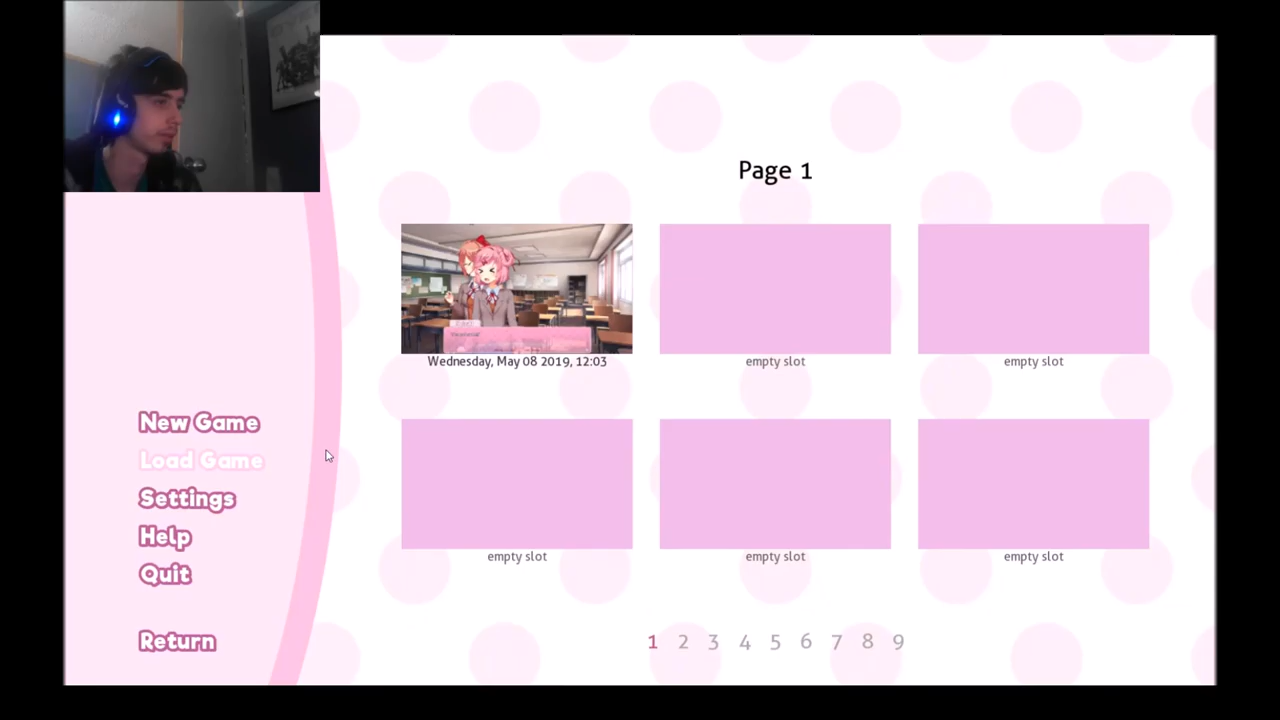 Page 1
Wednesday, May 08 2019, 12:03
empty slot
empty slot
empty slot
empty slot
empty slot
New Game
Load Game
Settings
Help
Quit
Return
1 2 3 4 5 6 7 8 9